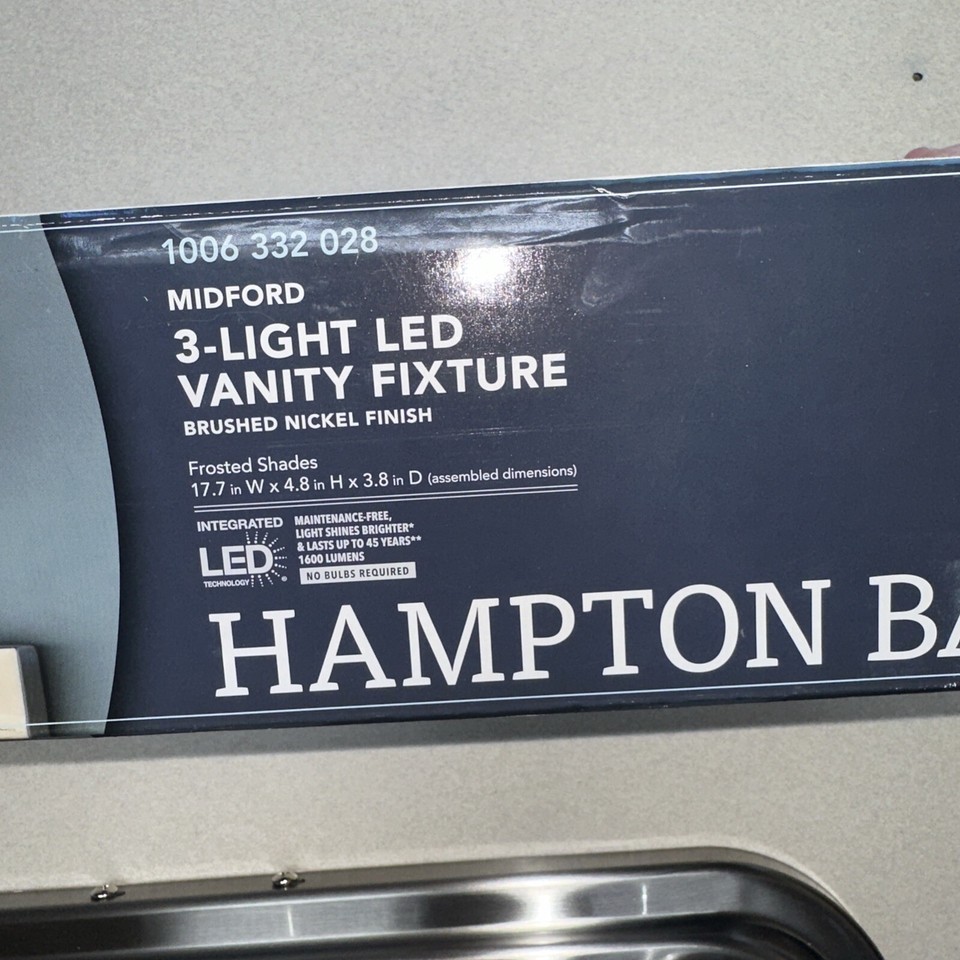 1006 332 028
MIDFORD
3-LIGHT LED
VANITY FIXTURE
BRUSHED NICKEL FINISH
Frosted Shades
17.7 in W x 4.8 in H x 3.8 in D (assembled dimensions)
INTEGRATED
LED
TECHNOLOGY
MAINTENANCE-FREE,
LIGHT SHINES BRIGHTER*
& LASTS UP TO 45 YEARS**
1600 LUMENS
NO BULBS REQUIRED
HAMPTON BA